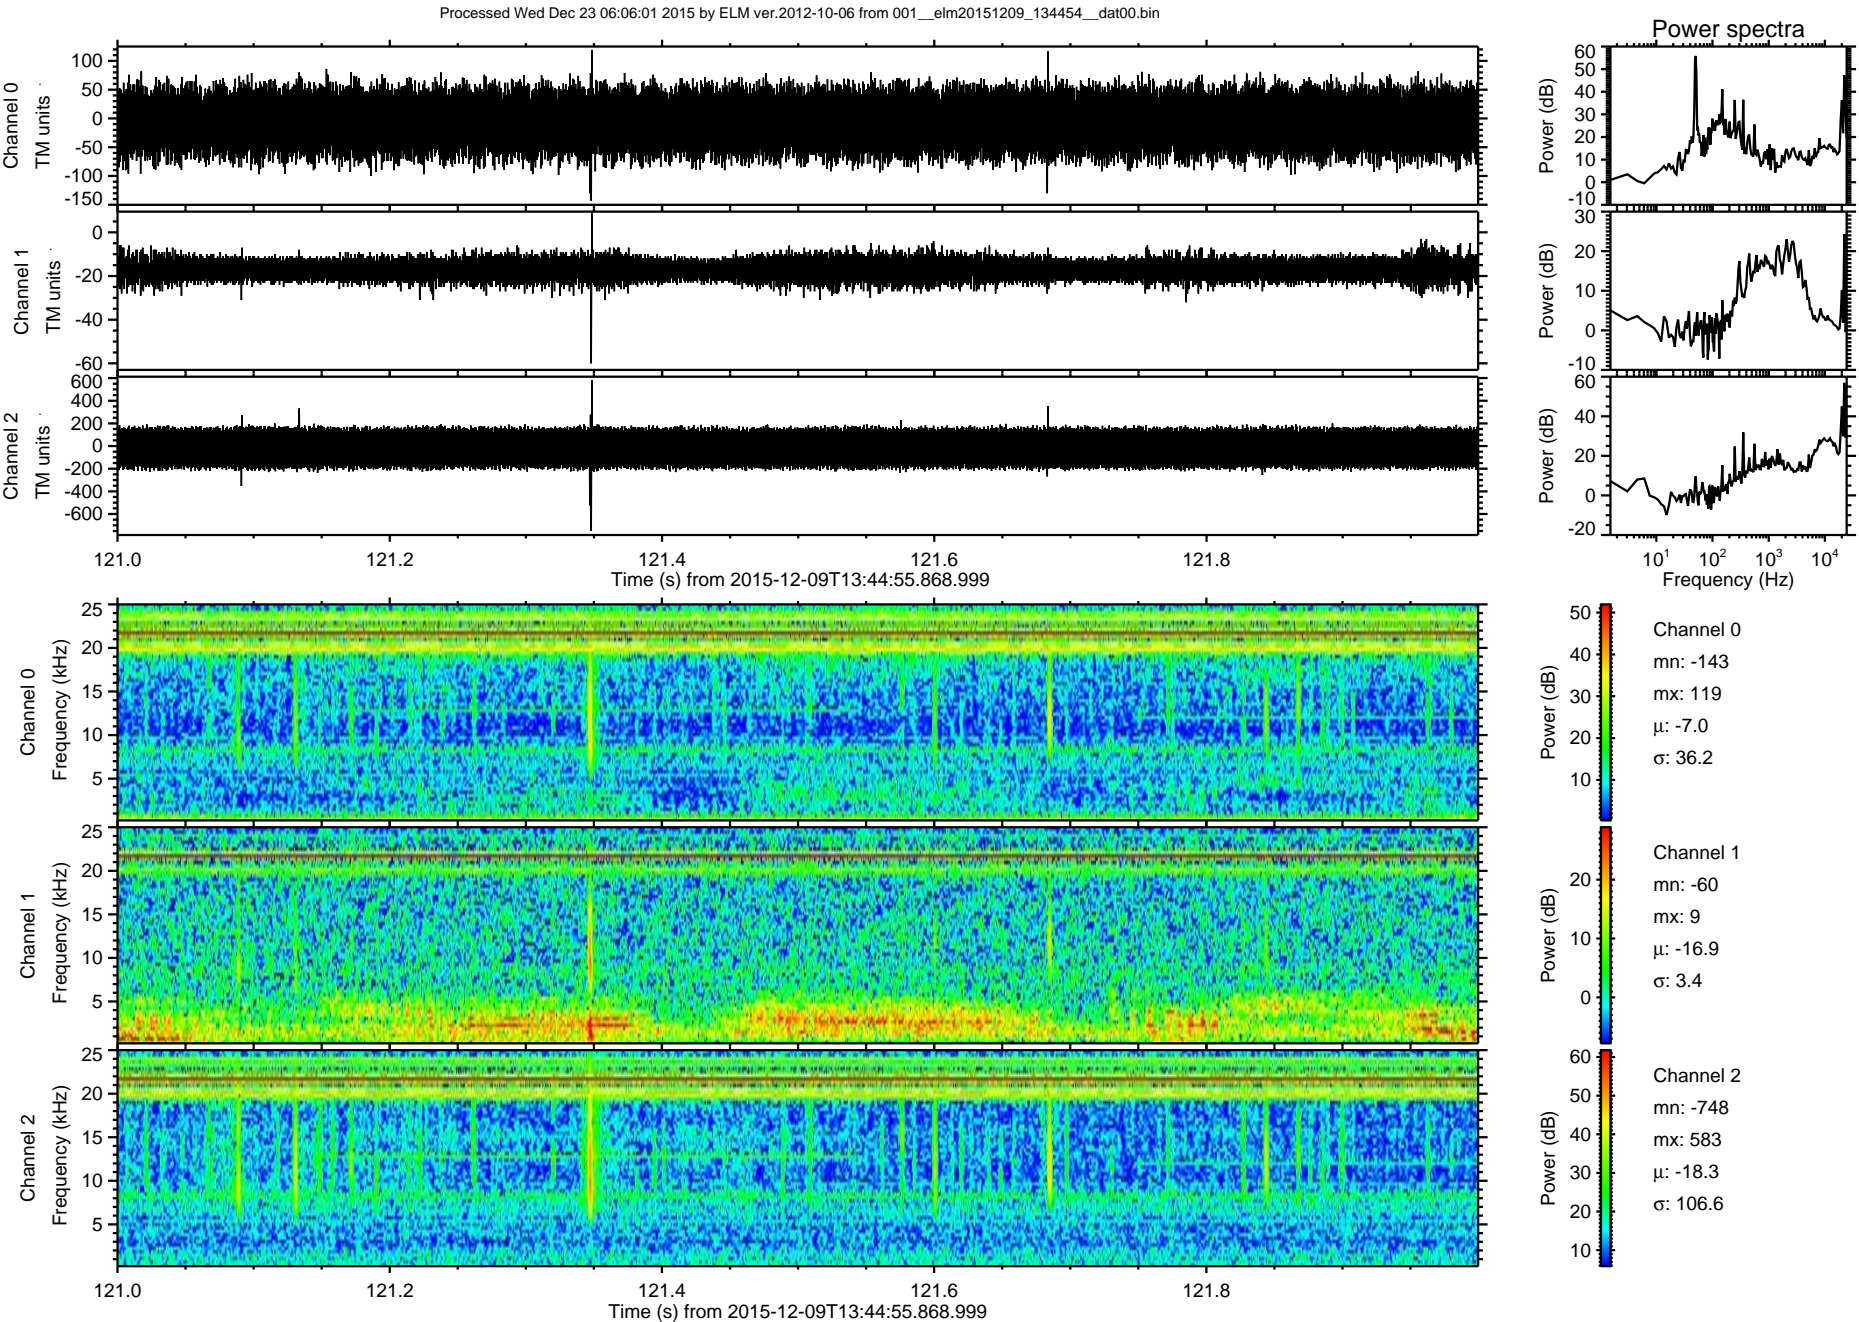 Processed Wed Dec 23 06:06:01 2015 by ELM ver.2012-10-06 from 001__elm20151209_134454__dat00.bin
Power spectra
Channel 0
TM units
100
50
0
-50
-100
-150
Power (dB)
60
50
40
30
20
10
0
-10
Channel 1
TM units
0
-20
-40
-60
Power (dB)
30
20
10
0
-10
Channel 2
TM units
600
400
200
0
-200
-400
-600
Power (dB)
60
40
20
0
-20
121.0 121.2 121.4 121.6 121.8
Time (s) from 2015-12-09T13:44:55.868.999
10^1 10^2 10^3 10^4
Frequency (Hz)
Channel 0
Frequency (kHz)
25
20
15
10
5
Power (dB)
50
40
30
20
10
Channel 0
mn: -143
mx: 119
μ: -7.0
σ: 36.2
Channel 1
Frequency (kHz)
25
20
15
10
5
Power (dB)
20
10
0
Channel 1
mn: -60
mx: 9
μ: -16.9
σ: 3.4
Channel 2
Frequency (kHz)
25
20
15
10
5
Power (dB)
60
50
40
30
20
10
Channel 2
mn: -748
mx: 583
μ: -18.3
σ: 106.6
121.0 121.2 121.4 121.6 121.8
Time (s) from 2015-12-09T13:44:55.868.999